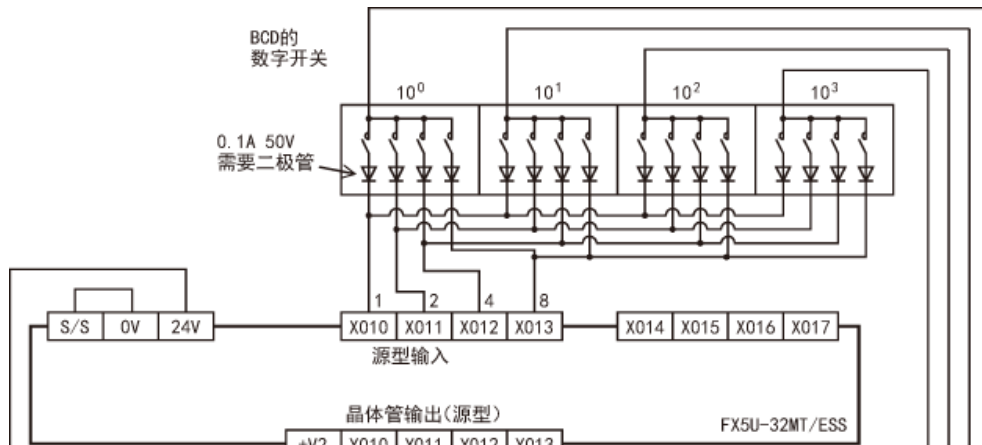 BCD的
数字开关
10⁰ 10¹ 10² 10³
0.1A 50V
需要二极管
1 2 4 8
S/S 0V 24V X010 X011 X012 X013 X014 X015 X016 X017
源型输入
晶体管输出(源型)
FX5U-32MT/ESS
+V2 X010 X011 X012 X013